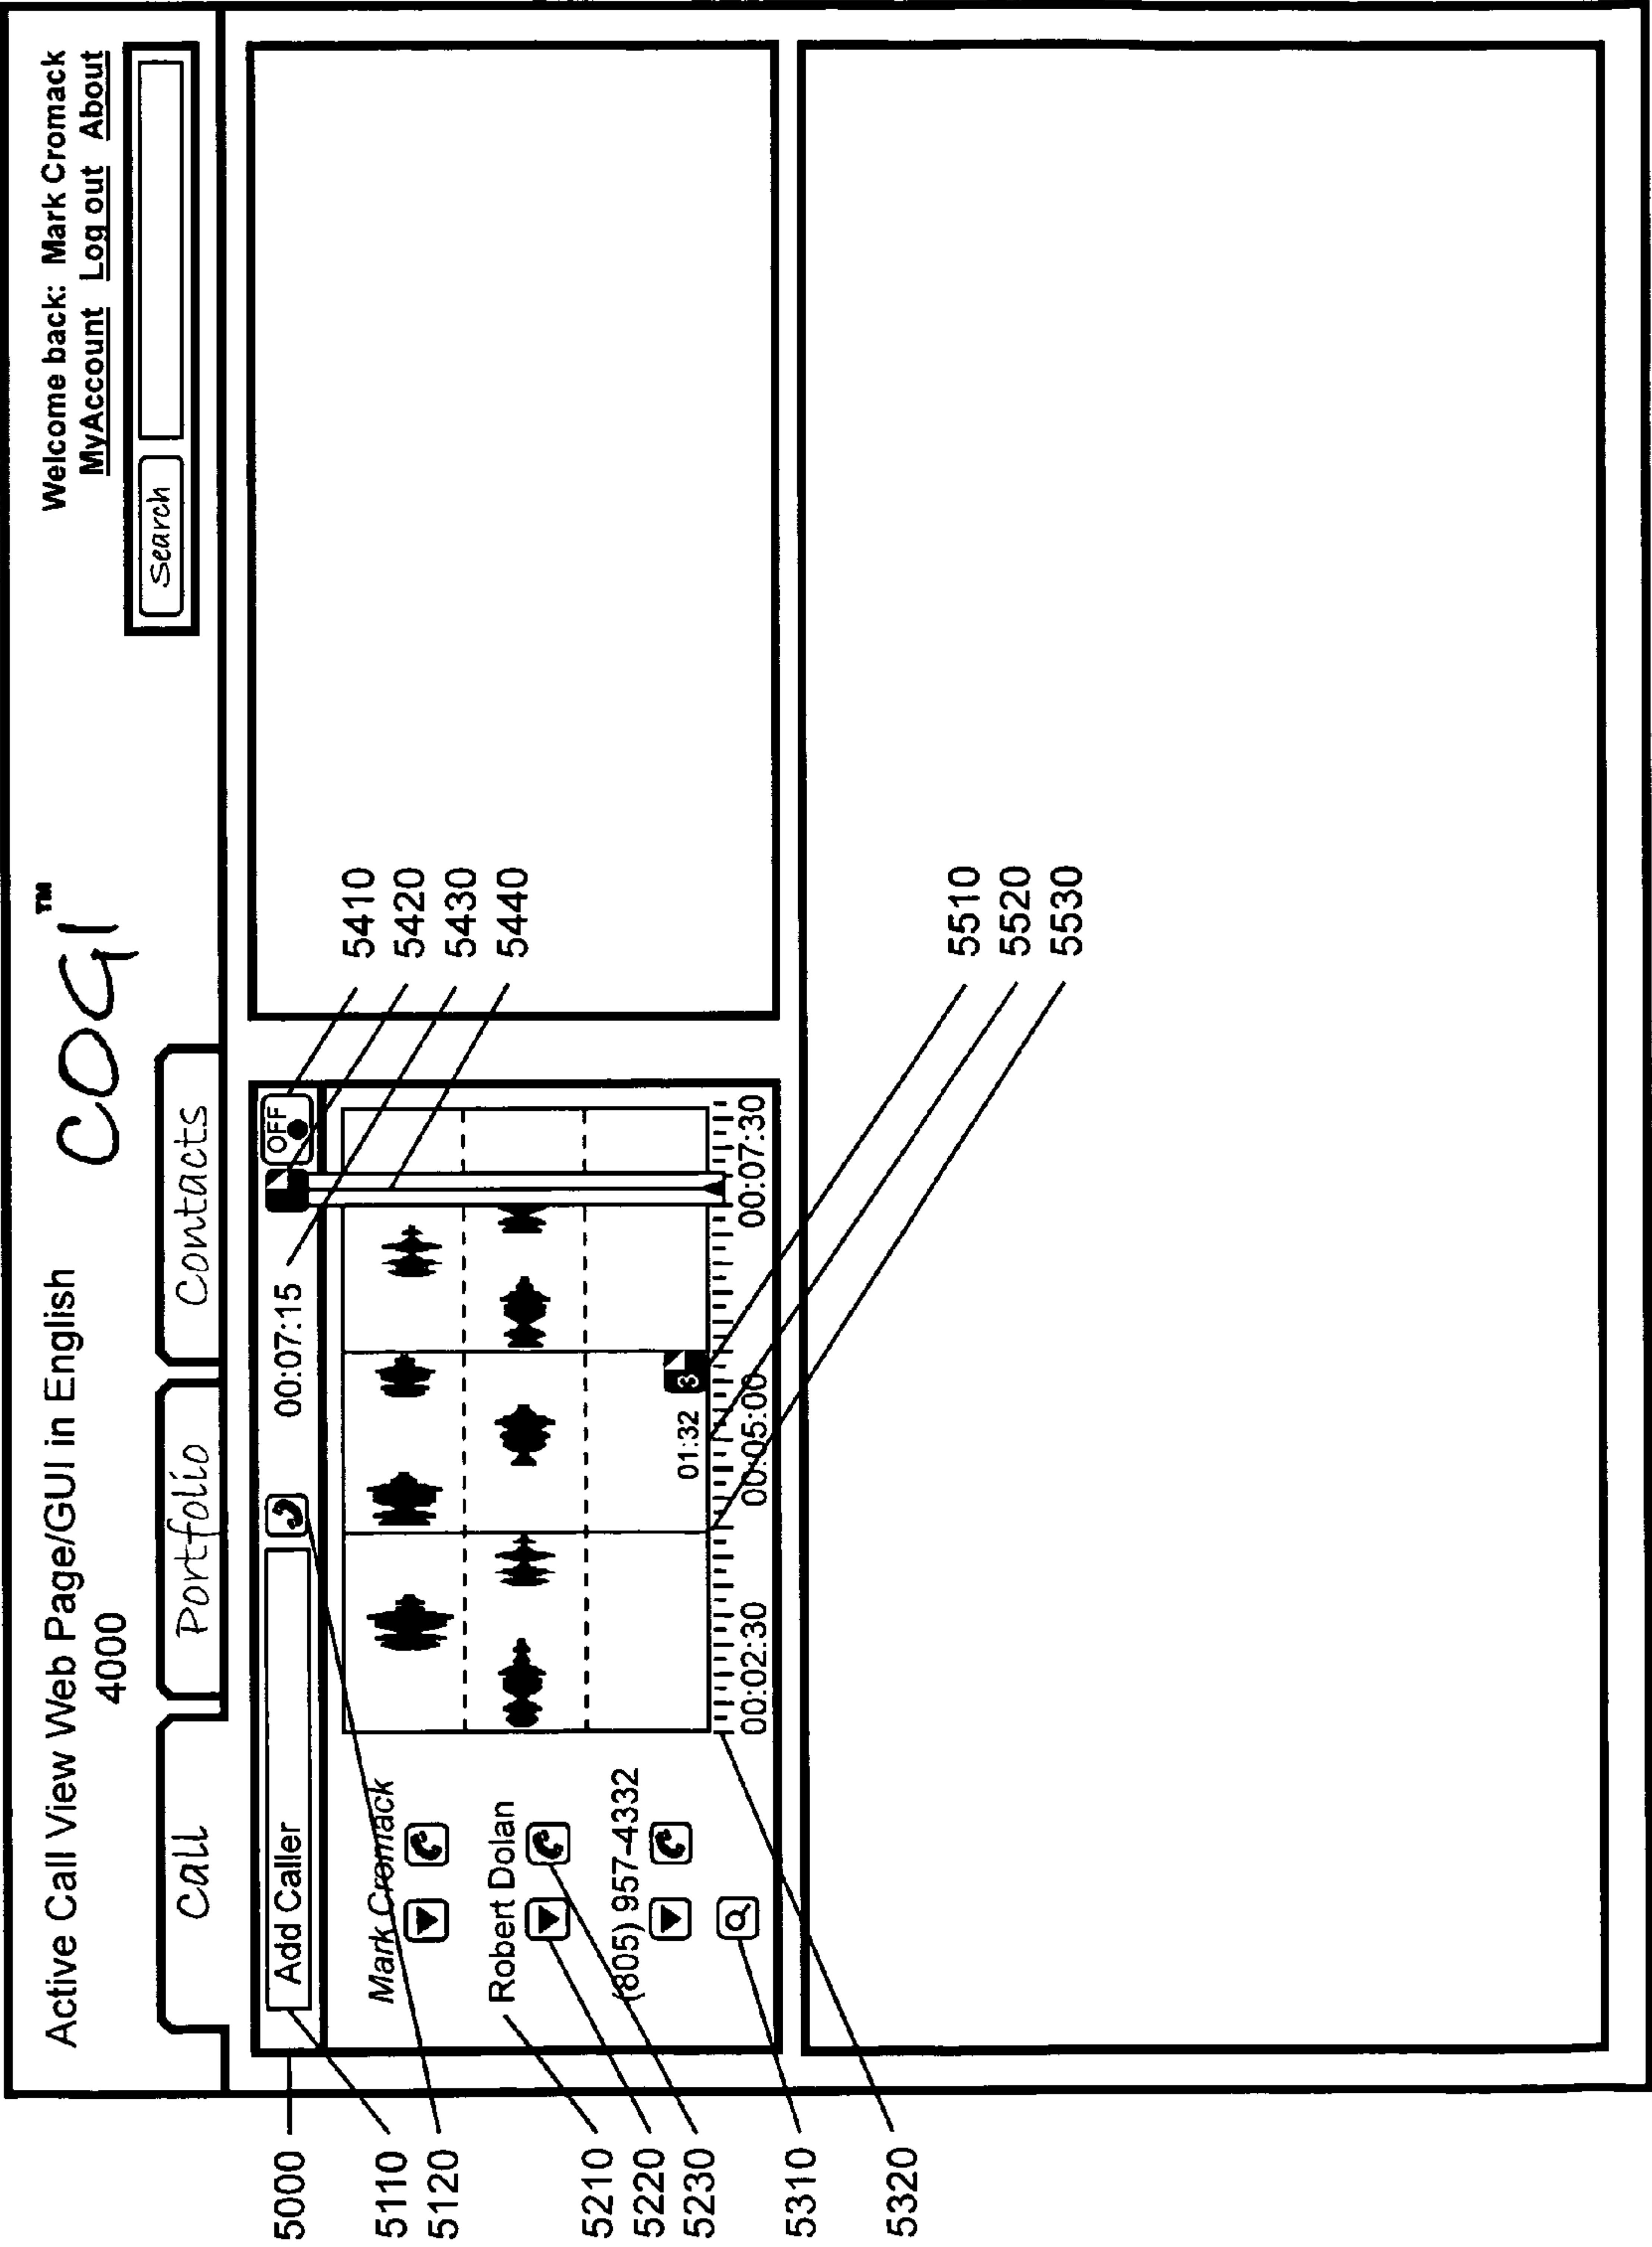 Active Call View Web Page/GUI in English
4000
COGI™
Welcome back: Mark Cromack
MyAccount Log out About
Search
Call
Portfolio
Contacts
5000
5110
5120
5210
5220
5230
5310
5320
Add Caller
00:07:15
OFF
Mark Cromack
Robert Dolan
(805) 957-4332
01:32
3
00:02:30
00:05:00
00:07:30
5410
5420
5430
5440
5510
5520
5530